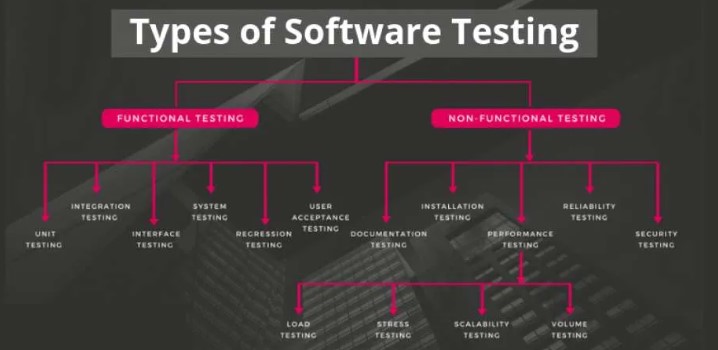 Types of Software Testing
FUNCTIONAL TESTING
NON-FUNCTIONAL TESTING
UNIT
TESTING
INTEGRATION
TESTING
INTERFACE
TESTING
SYSTEM
TESTING
REGRESSION
TESTING
USER
ACCEPTANCE
TESTING
DOCUMENTATION
TESTING
INSTALLATION
TESTING
PERFORMANCE
TESTING
RELIABILITY
TESTING
SECURITY
TESTING
LOAD
TESTING
STRESS
TESTING
SCALABILITY
TESTING
VOLUME
TESTING